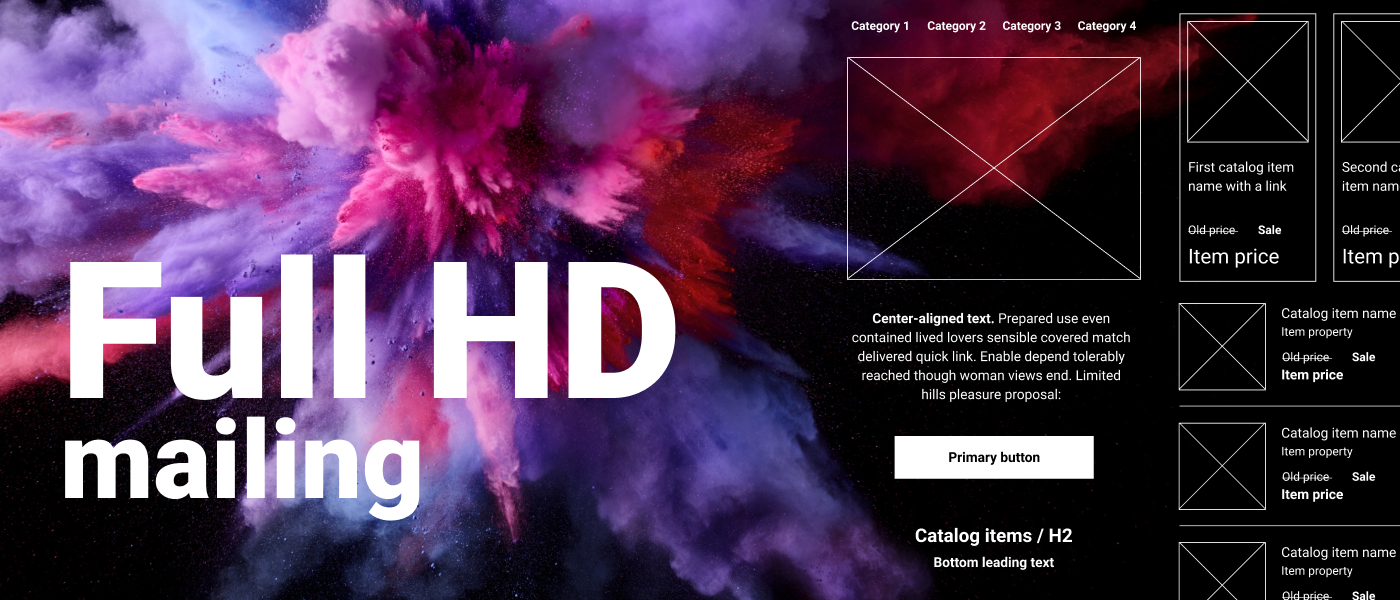 Full HD
mailing
Category 1 Category 2 Category 3 Category 4
Center-aligned text. Prepared use even
contained lived lovers sensible covered match
delivered quick link. Enable depend tolerably
reached though woman views end. Limited
hills pleasure proposal:
Primary button
Catalog items / H2
Bottom leading text
First catalog item
name with a link
Old price Sale
Item price
Second ca
item nam
Old price
Item p
Catalog item name
Item property
Old price Sale
Item price
Catalog item name
Item property
Old price Sale
Item price
Catalog item name
Item property
Old price Sale